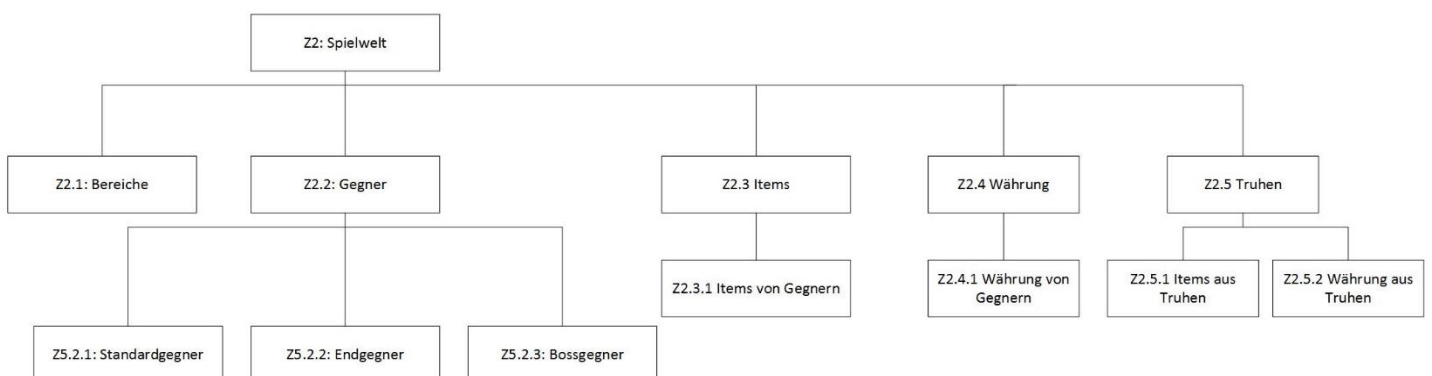 Z2: Spielwelt
Z2.1: Bereiche
Z2.2: Gegner
Z2.3 Items
Z2.4 Währung
Z2.5 Truhen
Z2.3.1 Items von Gegnern
Z2.4.1 Währung von
Gegnern
Z2.5.1 Items aus
Truhen
Z2.5.2 Währung aus
Truhen
Z5.2.1: Standardgegner
Z5.2.2: Endgegner
Z5.2.3: Bossgegner